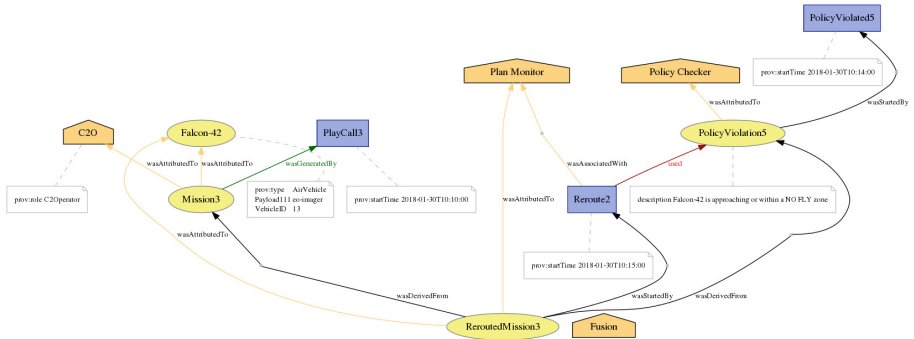 PolicyViolated5
Plan Monitor
Policy Checker
prov:startTime 2018-01-30T10:14:00
wasAttributedTo
wasStartedBy
C2O
Falcon-42
PlayCall3
PolicyViolation5
wasAttributedTo
wasAttributedTo
wasGeneratedBy
wasAssociatedWith
used
prov:role C2Operator
Mission3
prov:type AirVehicle
Payload111 eo-imager
VehicleID 13
prov:startTime 2018-01-30T10:10:00
wasAttributedTo
Reroute2
description Falcon-42 is approaching or within a NO FLY zone
wasAttributedTo
prov:startTime 2018-01-30T10:15:00
wasDerivedFrom
wasStartedBy
wasDerivedFrom
ReroutedMission3
Fusion